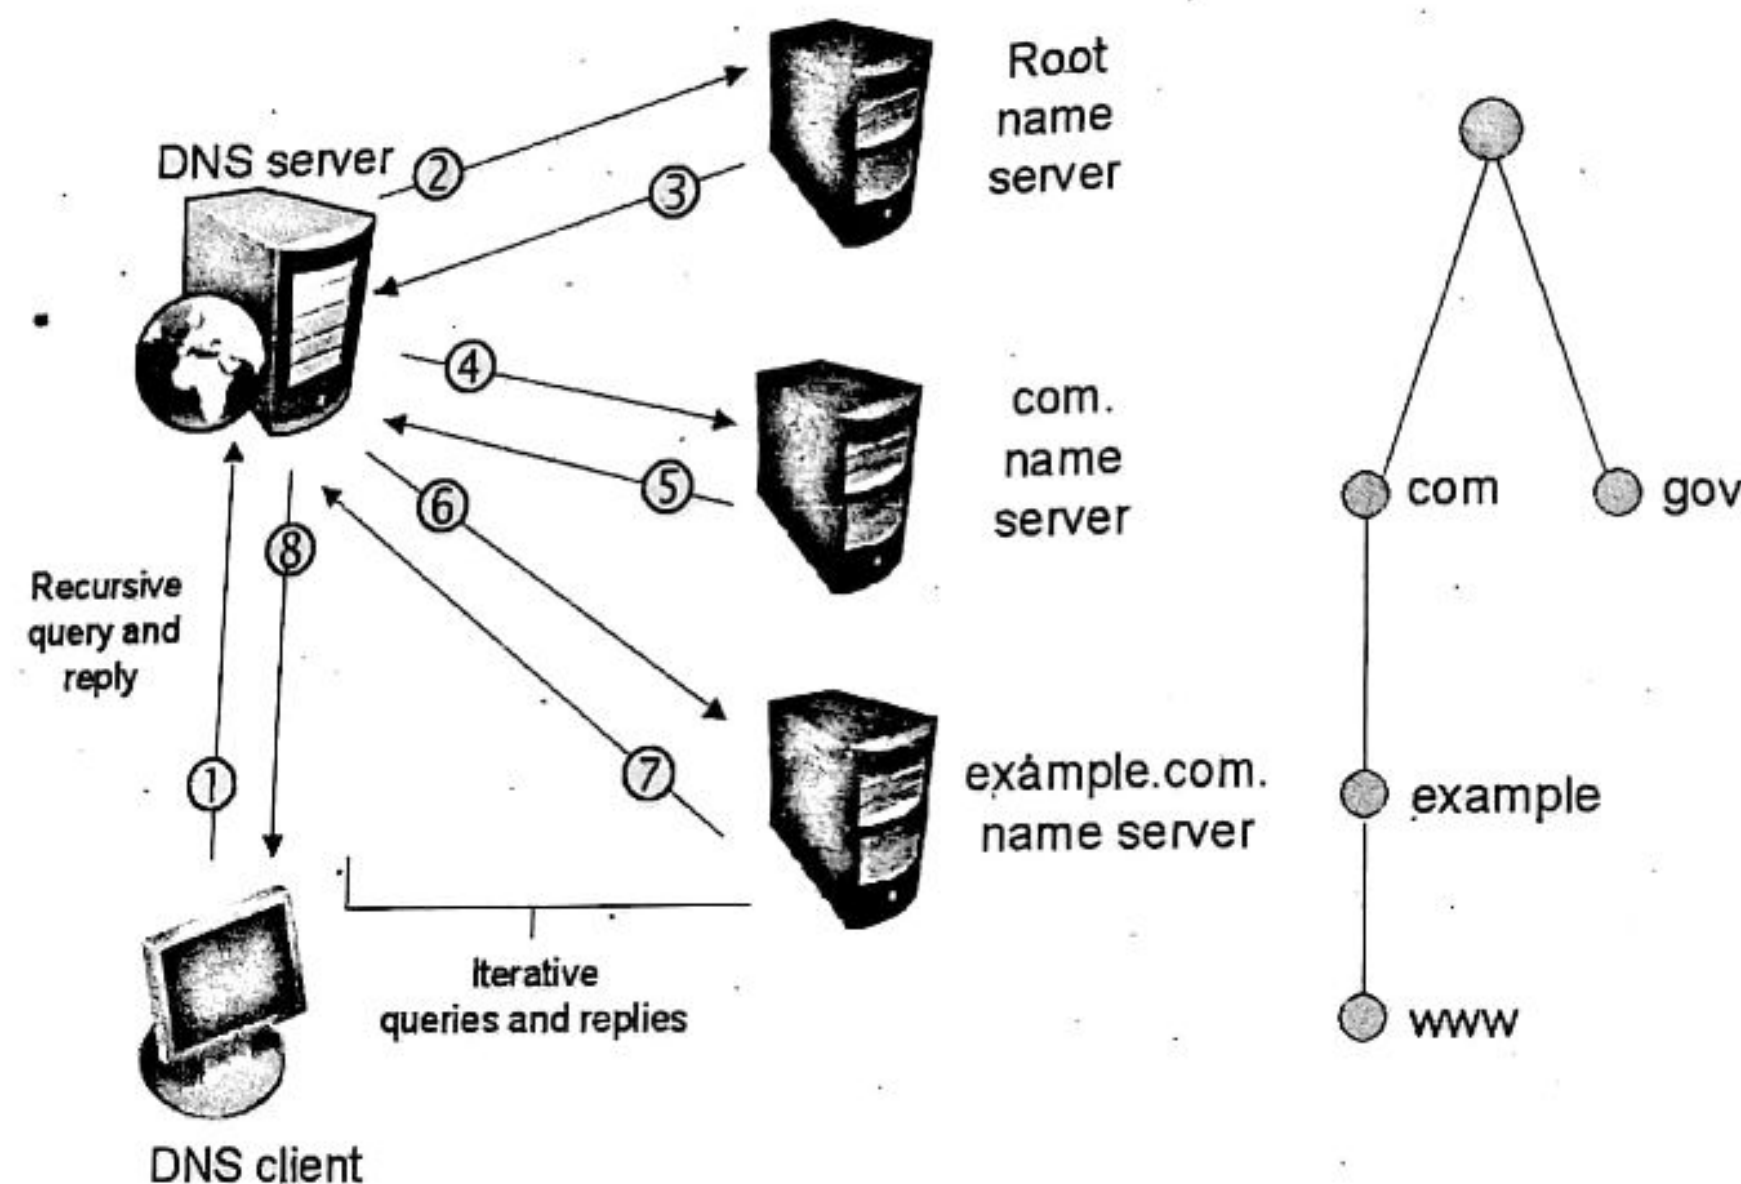 DNS server
2
3
Root
name
server
4
5
com.
name
server
6
7
example.com.
name server
8
1
Recursive
query and
reply
Iterative
queries and replies
DNS client
com
gov
example
www